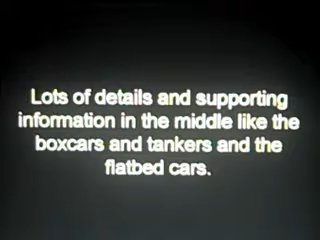 Lots of details and supporting
information in the middle like the
boxcars and tankers and the
flatbed cars.